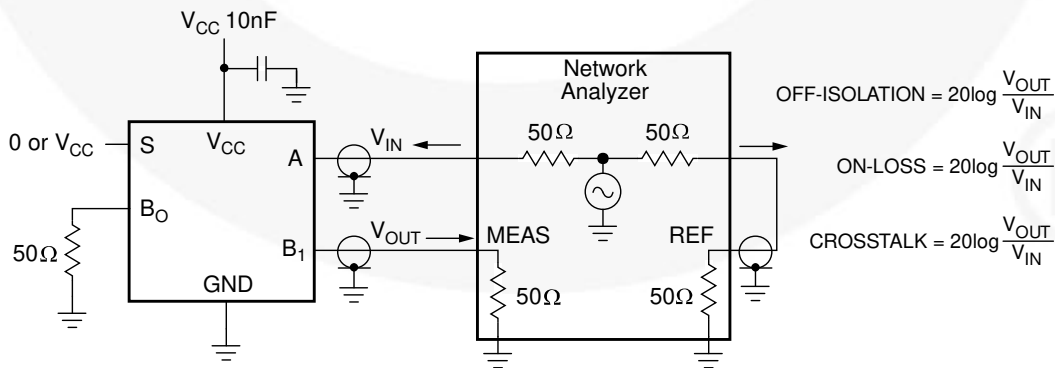 V_CC 10nF
Network
Analyzer
OFF-ISOLATION = 20log V_OUT / V_IN
50Ω 50Ω
V_IN
0 or V_CC S V_CC A
ON-LOSS = 20log V_OUT / V_IN
B_O
V_OUT MEAS REF
50Ω B_1
CROSSTALK = 20log V_OUT / V_IN
GND
50Ω 50Ω